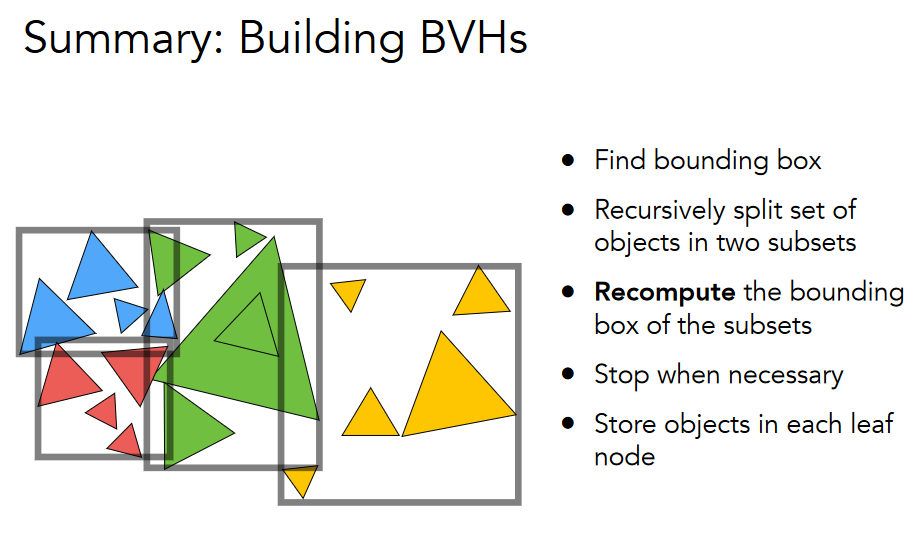 Summary: Building BVHs
● Find bounding box
● Recursively split set of
objects in two subsets
● Recompute the bounding
box of the subsets
● Stop when necessary
● Store objects in each leaf
node